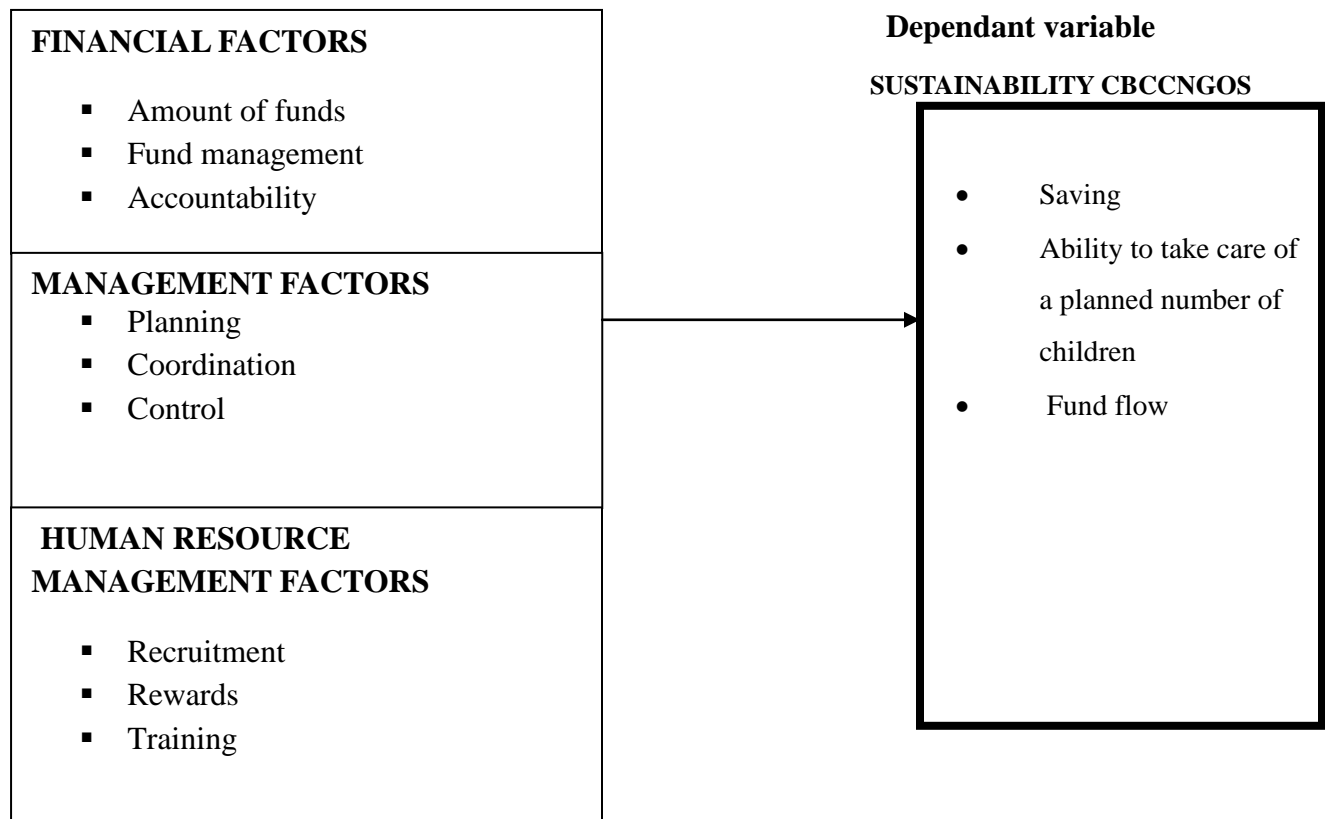 FINANCIAL FACTORS
▪ Amount of funds
▪ Fund management
▪ Accountability
MANAGEMENT FACTORS
▪ Planning
▪ Coordination
▪ Control
HUMAN RESOURCE
MANAGEMENT FACTORS
▪ Recruitment
▪ Rewards
▪ Training
Dependant variable
SUSTAINABILITY CBCCNGOS
• Saving
• Ability to take care of
a planned number of
children
• Fund flow